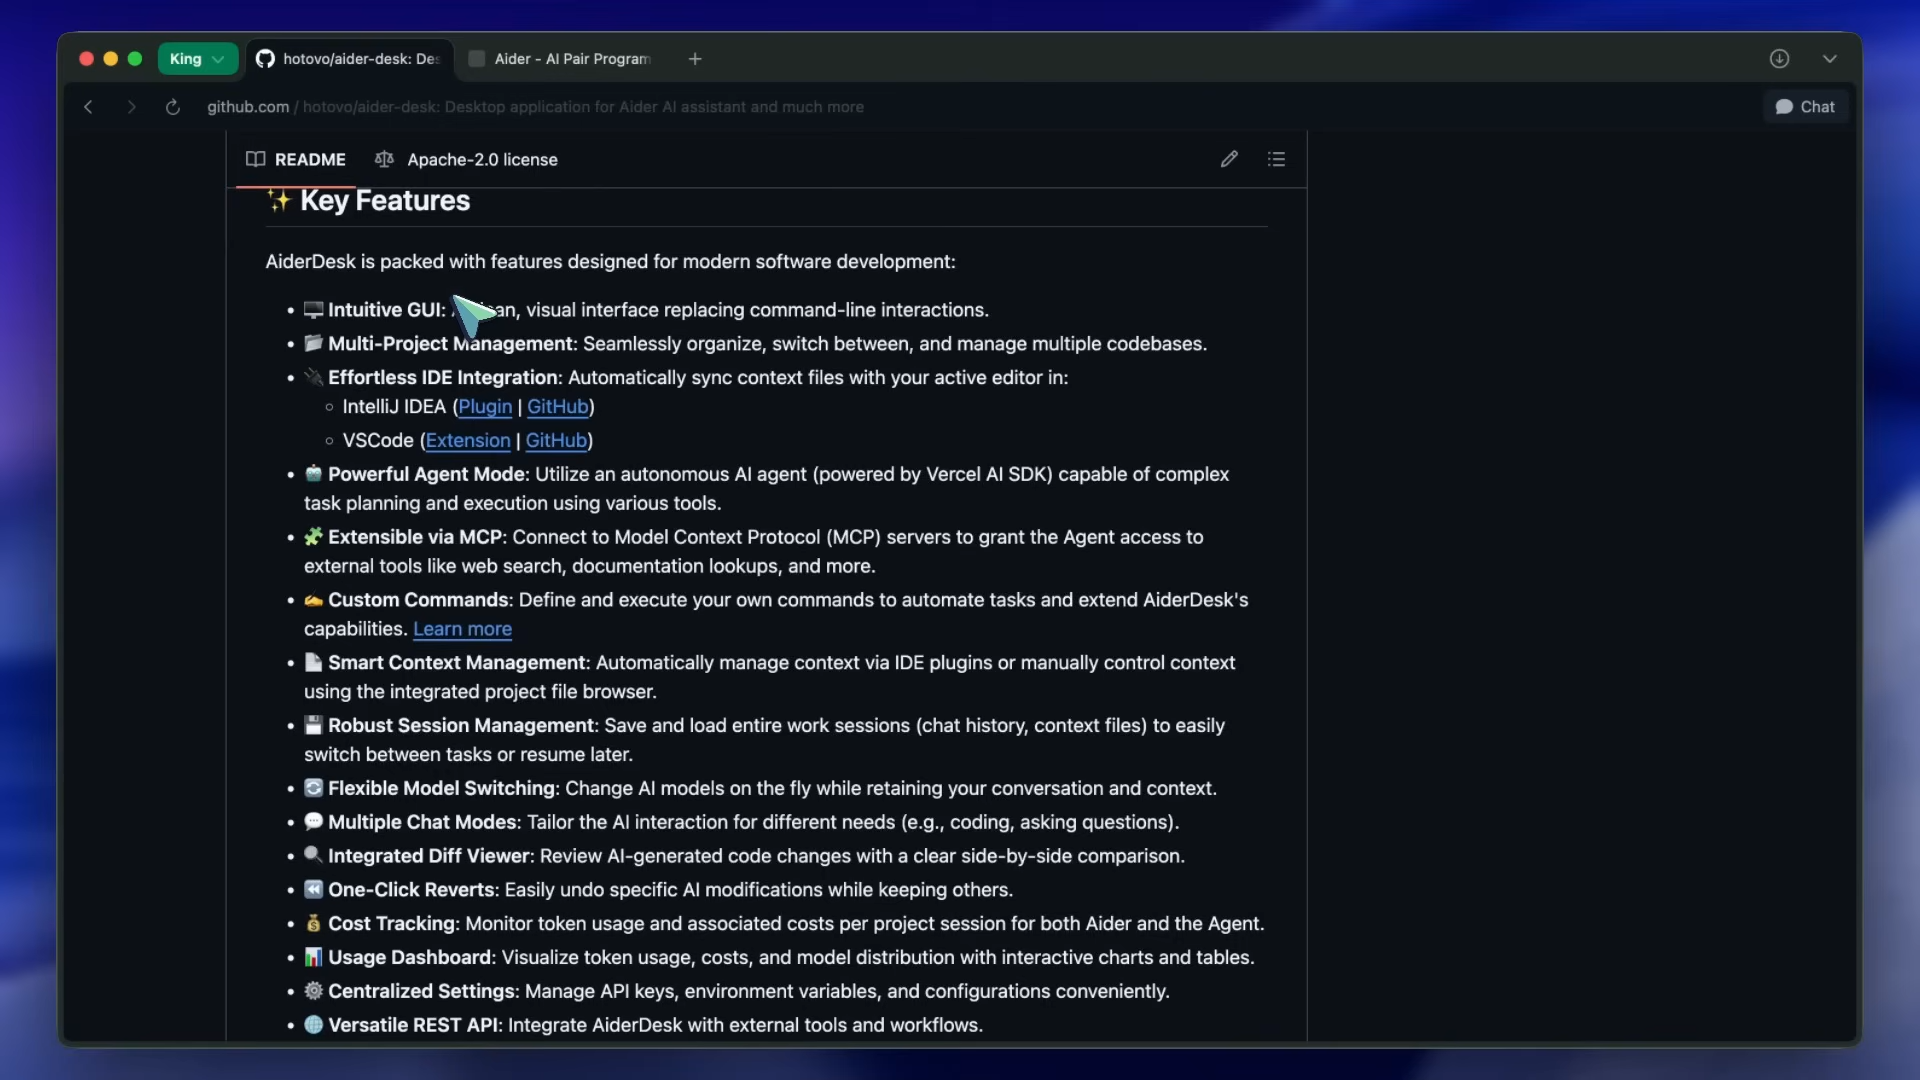 King
hotovo/aider-desk: Des
Aider - AI Pair Program
github.com / hotovo/aider-desk: Desktop application for Aider AI assistant and much more
Chat
README
Apache-2.0 license
✨ Key Features
AiderDesk is packed with features designed for modern software development:
• 🖥️ Intuitive GUI: an, visual interface replacing command-line interactions.
• 📂 Multi-Project Management: Seamlessly organize, switch between, and manage multiple codebases.
• 🔌 Effortless IDE Integration: Automatically sync context files with your active editor in:
◦ IntelliJ IDEA (Plugin | GitHub)
◦ VSCode (Extension | GitHub)
• 🤖 Powerful Agent Mode: Utilize an autonomous AI agent (powered by Vercel AI SDK) capable of complex
task planning and execution using various tools.
• 🧩 Extensible via MCP: Connect to Model Context Protocol (MCP) servers to grant the Agent access to
external tools like web search, documentation lookups, and more.
• ✍️ Custom Commands: Define and execute your own commands to automate tasks and extend AiderDesk's
capabilities. Learn more
• 📄 Smart Context Management: Automatically manage context via IDE plugins or manually control context
using the integrated project file browser.
• 💾 Robust Session Management: Save and load entire work sessions (chat history, context files) to easily
switch between tasks or resume later.
• 🔄 Flexible Model Switching: Change AI models on the fly while retaining your conversation and context.
• 💬 Multiple Chat Modes: Tailor the AI interaction for different needs (e.g., coding, asking questions).
• 🔍 Integrated Diff Viewer: Review AI-generated code changes with a clear side-by-side comparison.
• ⏪ One-Click Reverts: Easily undo specific AI modifications while keeping others.
• 💰 Cost Tracking: Monitor token usage and associated costs per project session for both Aider and the Agent.
• 📊 Usage Dashboard: Visualize token usage, costs, and model distribution with interactive charts and tables.
• ⚙️ Centralized Settings: Manage API keys, environment variables, and configurations conveniently.
• 🌐 Versatile REST API: Integrate AiderDesk with external tools and workflows.